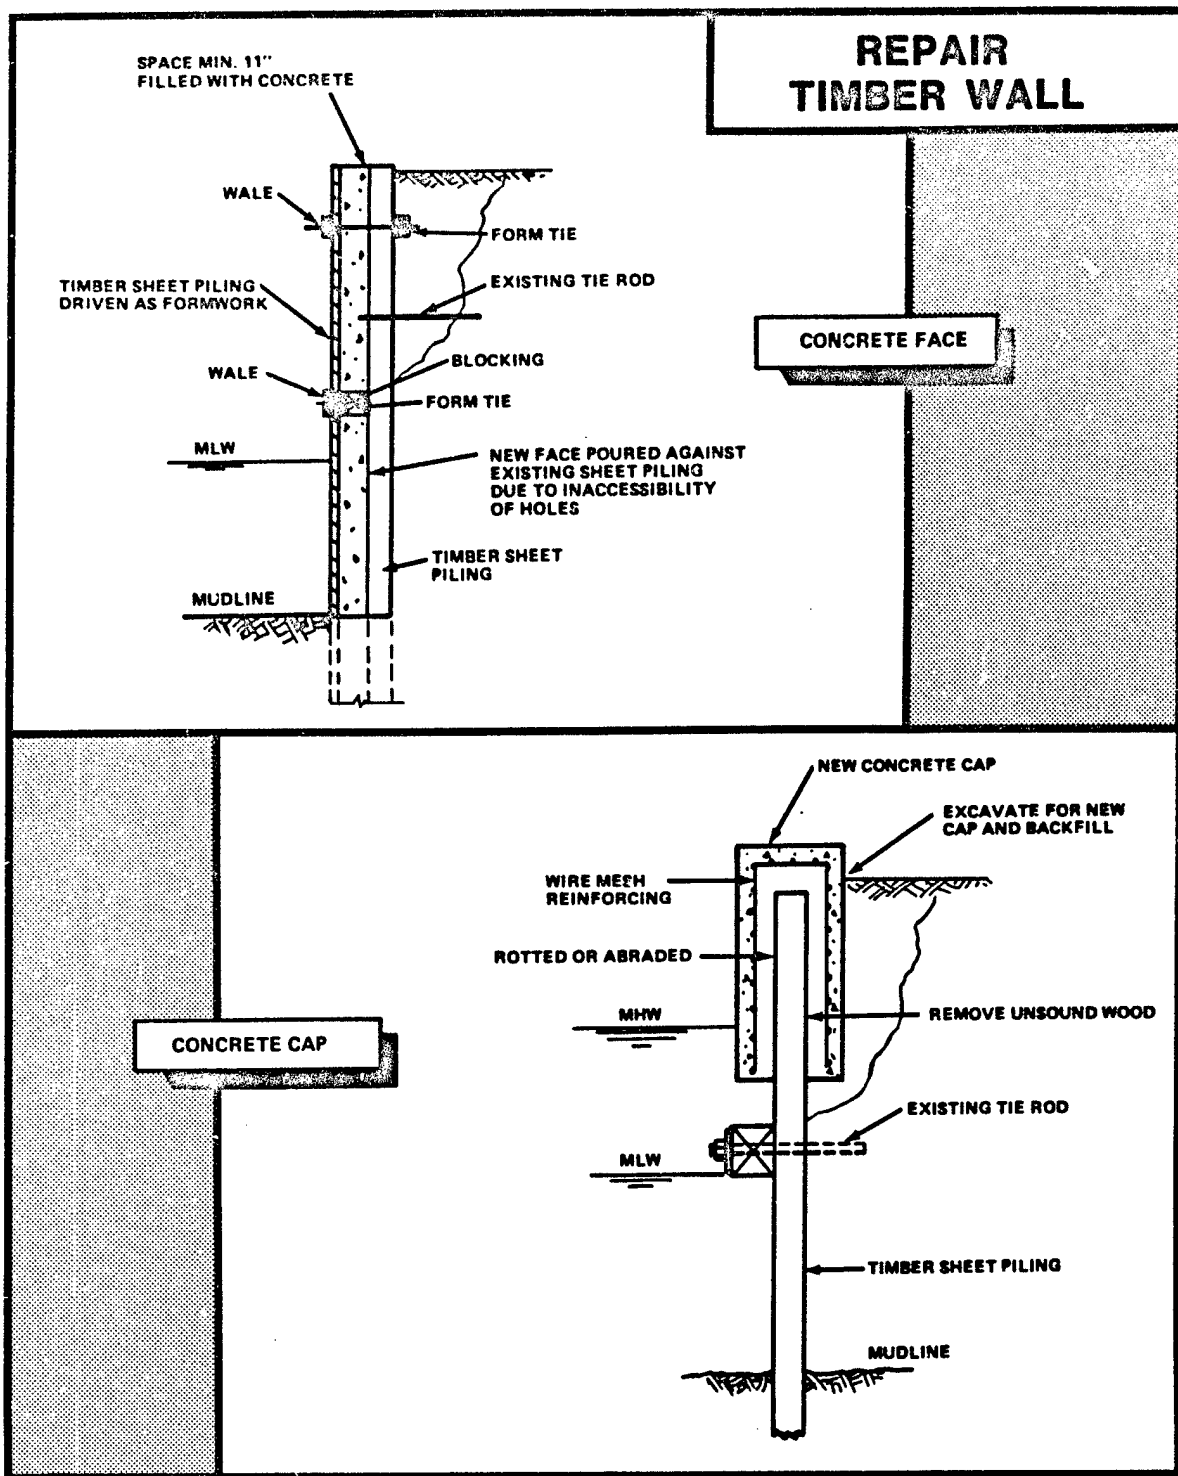 REPAIR
TIMBER WALL
SPACE MIN. 11"
FILLED WITH CONCRETE
WALE
FORM TIE
TIMBER SHEET PILING
DRIVEN AS FORMWORK
EXISTING TIE ROD
CONCRETE FACE
BLOCKING
WALE
FORM TIE
MLW
NEW FACE POURED AGAINST
EXISTING SHEET PILING
DUE TO INACCESSIBILITY
OF HOLES
TIMBER SHEET
PILING
MUDLINE
NEW CONCRETE CAP
EXCAVATE FOR NEW
CAP AND BACKFILL
WIRE MESH
REINFORCING
ROTTED OR ABRADED
MHW
REMOVE UNSOUND WOOD
CONCRETE CAP
EXISTING TIE ROD
MLW
TIMBER SHEET PILING
MUDLINE